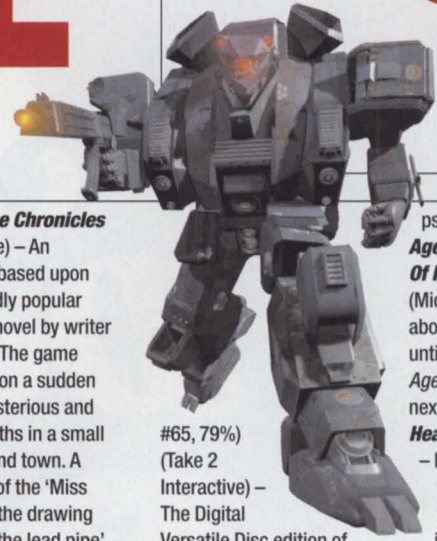 e Chronicles
e) – An
based upon
dly popular
novel by writer
The game
on a sudden
sterious and
ths in a small
nd town. A
of the 'Miss
the drawing
the lead pipe'
#65, 79%)
(Take 2
Interactive) –
The Digital
Versatile Disc edition of
ps
Age
Of
(Mic
abo
unti
Age
nex
Hea